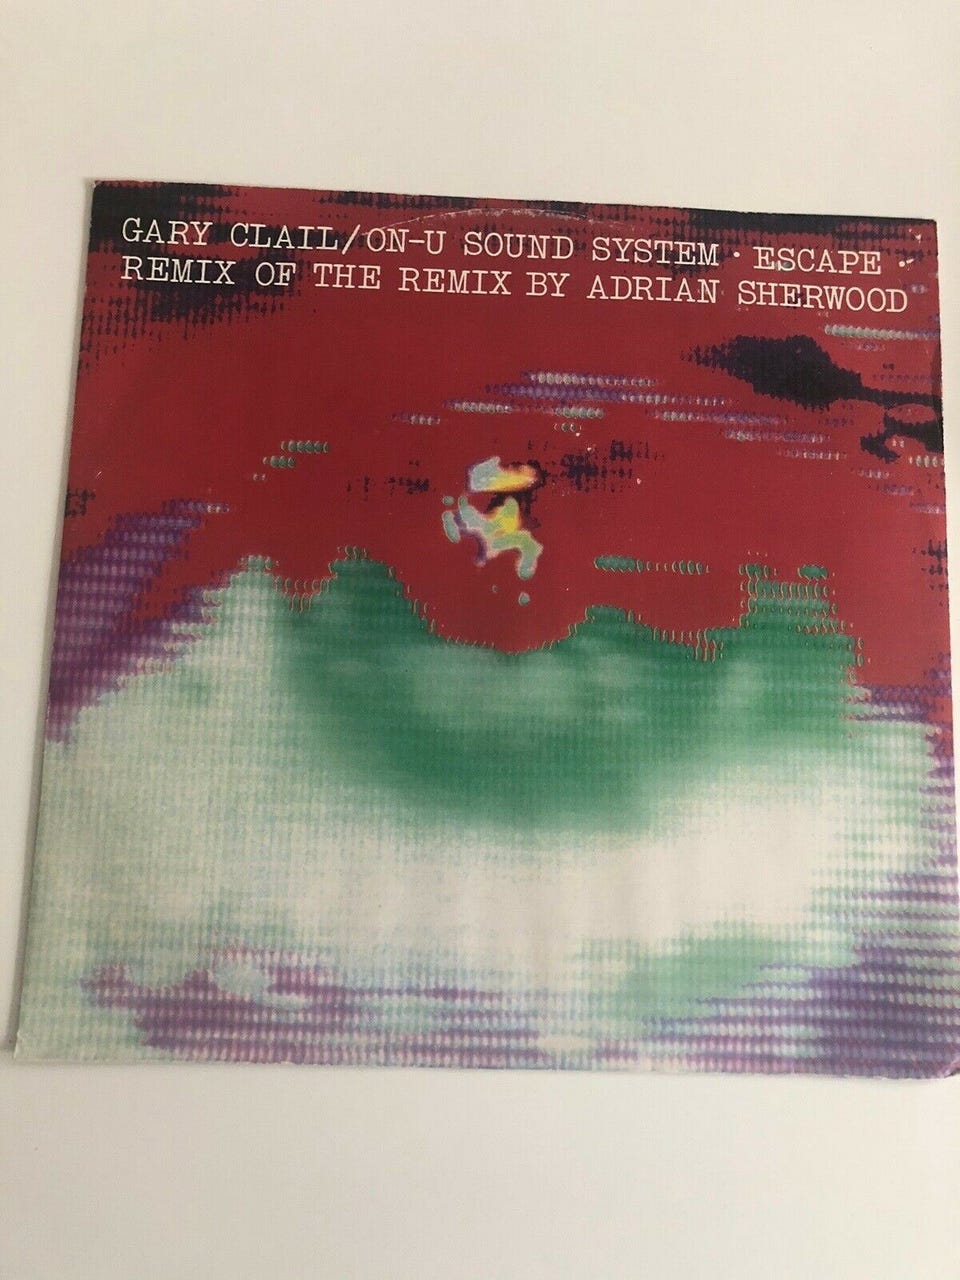 GARY CLAIL/ON-U SOUND SYSTEM · ESCAPE ·
REMIX OF THE REMIX BY ADRIAN SHERWOOD